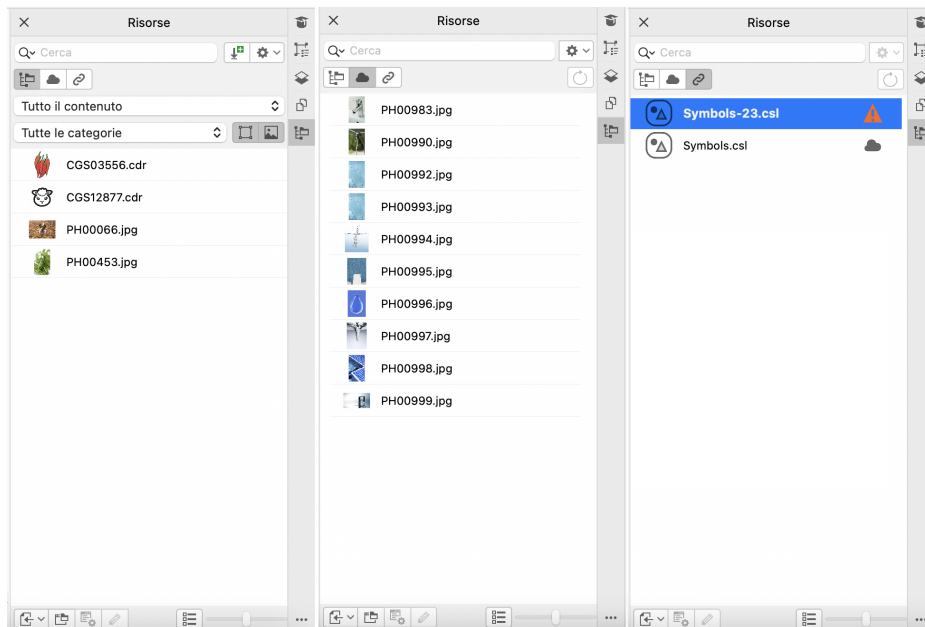 Risorse
Cerca
Tutto il contenuto
Tutte le categorie
CGS03556.cdr
CGS12877.cdr
PH00066.jpg
PH00453.jpg
Risorse
Cerca
PH00983.jpg
PH00990.jpg
PH00992.jpg
PH00993.jpg
PH00994.jpg
PH00995.jpg
PH00996.jpg
PH00997.jpg
PH00998.jpg
PH00999.jpg
Risorse
Cerca
Symbols-23.csl
Symbols.csl